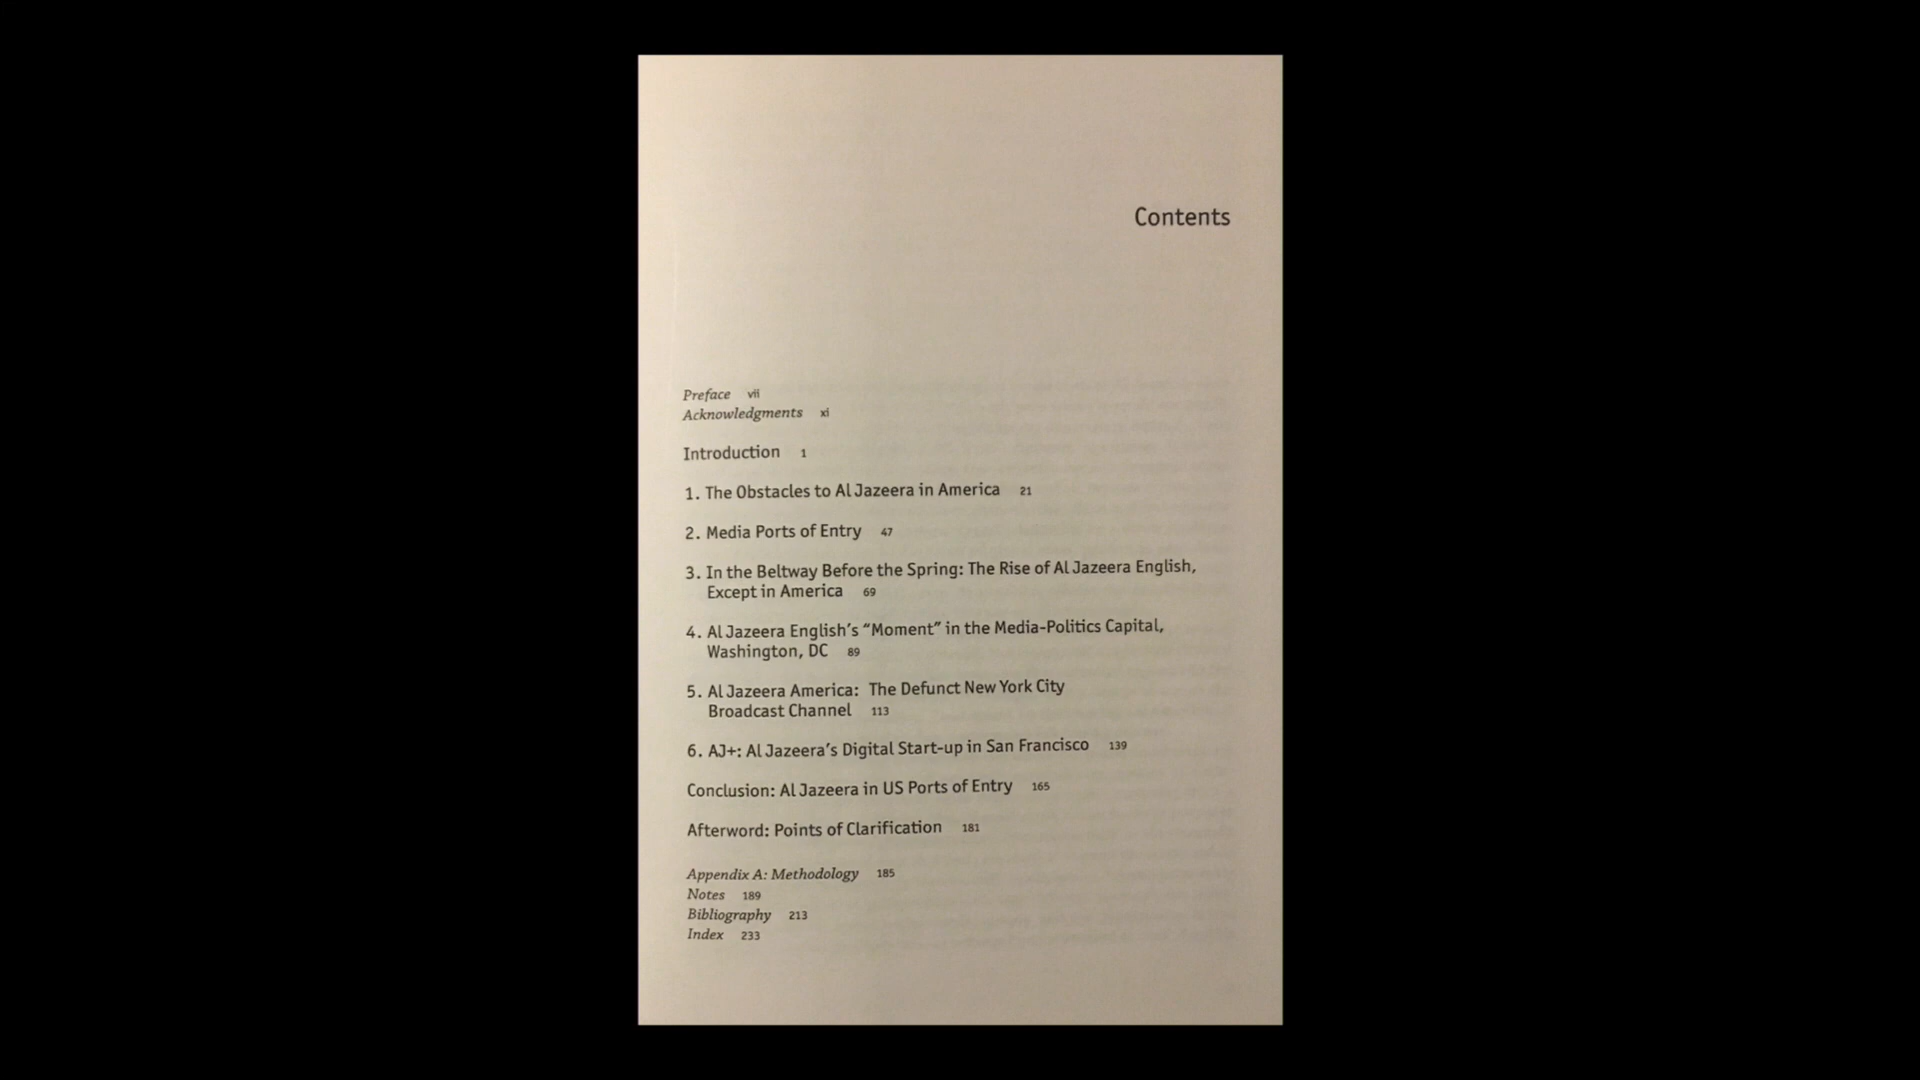 Contents
Preface vii
Acknowledgments xi
Introduction 1
1. The Obstacles to Al Jazeera in America 21
2. Media Ports of Entry 47
3. In the Beltway Before the Spring: The Rise of Al Jazeera English,
Except in America 69
4. Al Jazeera English's “Moment” in the Media-Politics Capital,
Washington, DC 89
5. Al Jazeera America: The Defunct New York City
Broadcast Channel 113
6. AJ+: Al Jazeera's Digital Start-up in San Francisco 139
Conclusion: Al Jazeera in US Ports of Entry 165
Afterword: Points of Clarification 181
Appendix A: Methodology 185
Notes 189
Bibliography 213
Index 233